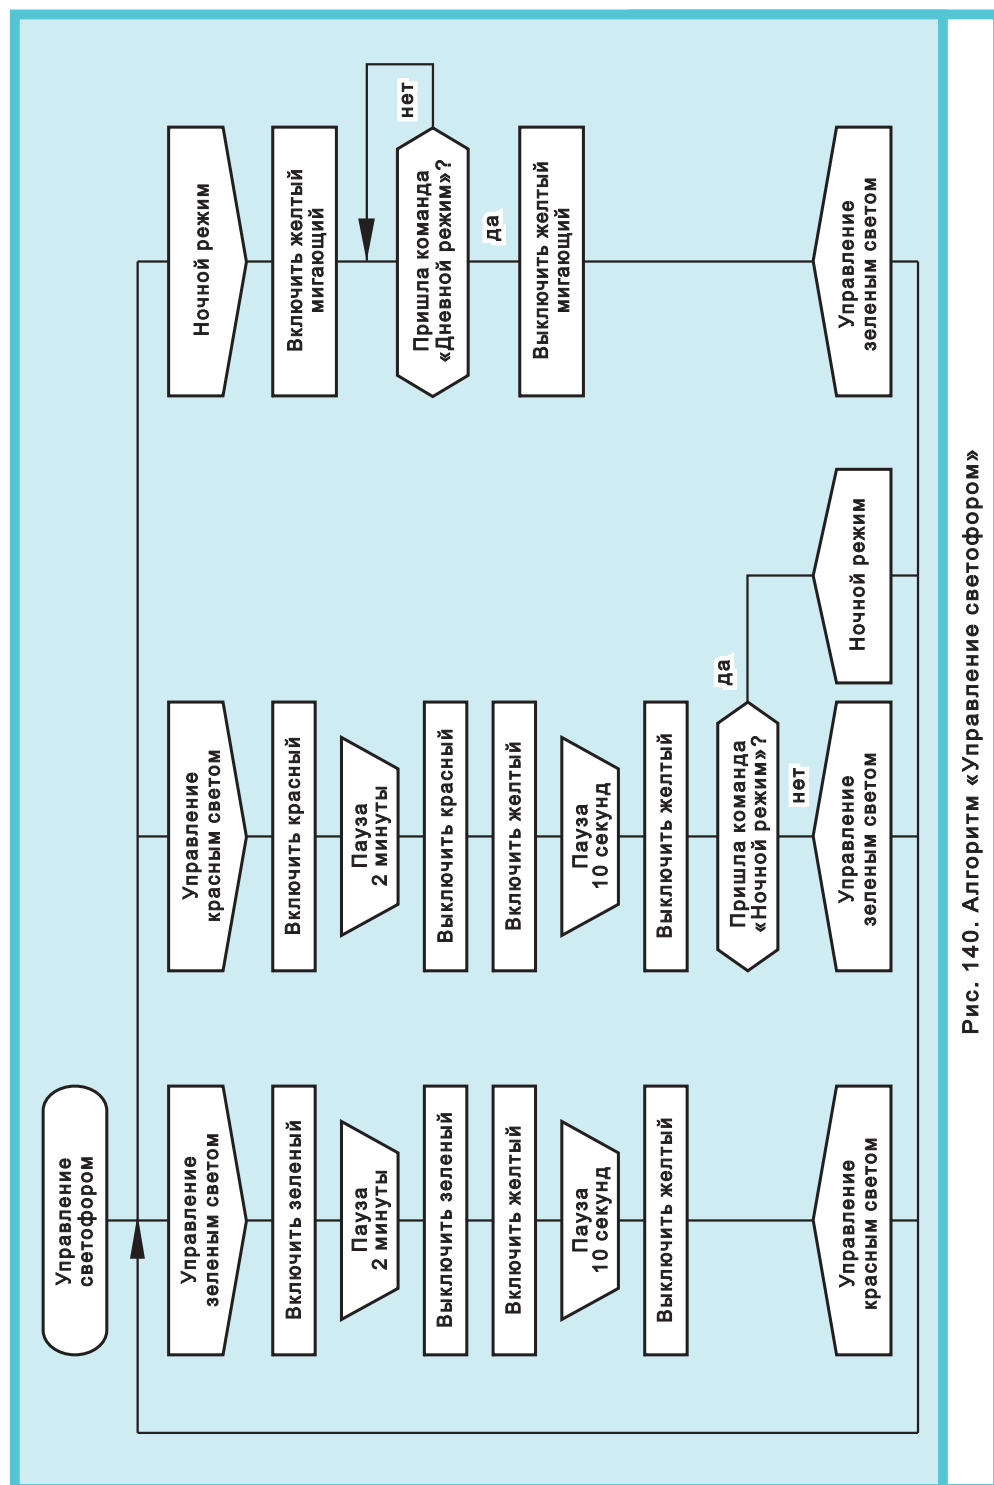 Управление
светофором
Управление
зеленым светом
Включить зеленый
Пауза
2 минуты
Выключить зеленый
Включить желтый
Пауза
10 секунд
Выключить желтый
Управление
красным светом
Управление
красным светом
Включить красный
Пауза
2 минуты
Выключить красный
Включить желтый
Пауза
10 секунд
Выключить желтый
Пришла команда
«Ночной режим»?
да
нет
Управление
зеленым светом
Ночной режим
Ночной режим
Включить желтый
мигающий
нет
Пришла команда
«Дневной режим»?
да
Выключить желтый
мигающий
Управление
зеленым светом
Рис. 140. Алгоритм «Управление светофором»